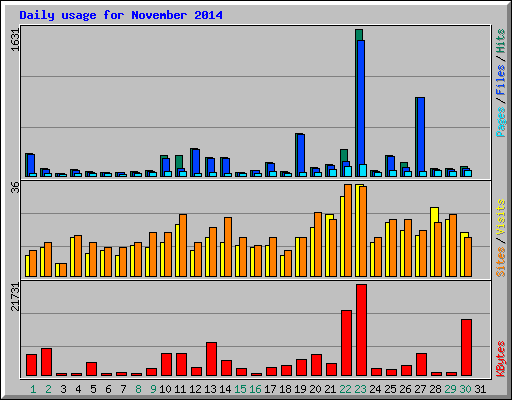 Daily usage for November 2014
1631
Pages / Files / Hits
36
Sites / Visits
21731
KBytes
1 2 3 4 5 6 7 8 9 10 11 12 13 14 15 16 17 18 19 20 21 22 23 24 25 26 27 28 29 30 31